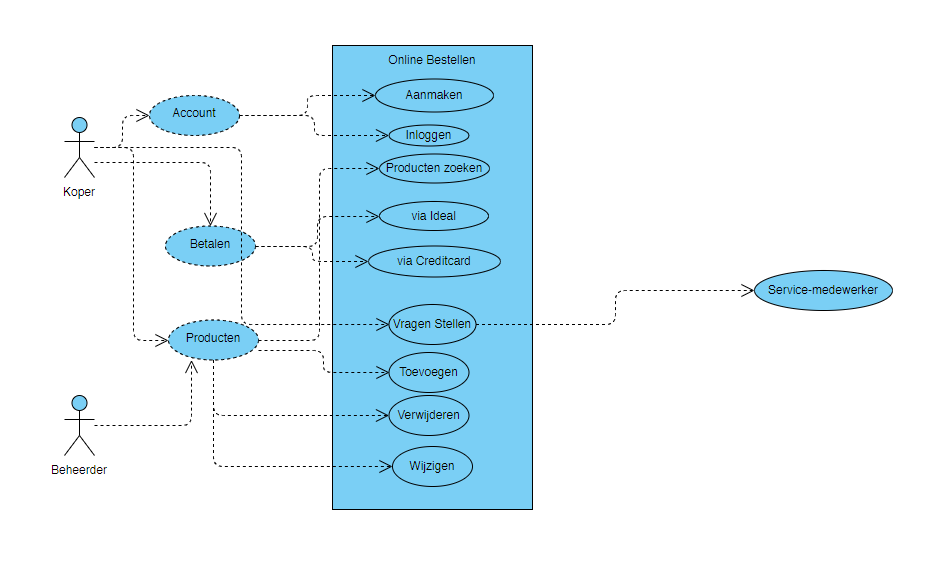 Online Bestellen
Aanmaken
Account
Inloggen
Producten zoeken
Koper
via Ideal
Betalen
via Creditcard
Service-medewerker
Vragen Stellen
Producten
Toevoegen
Verwijderen
Beheerder
Wijzigen